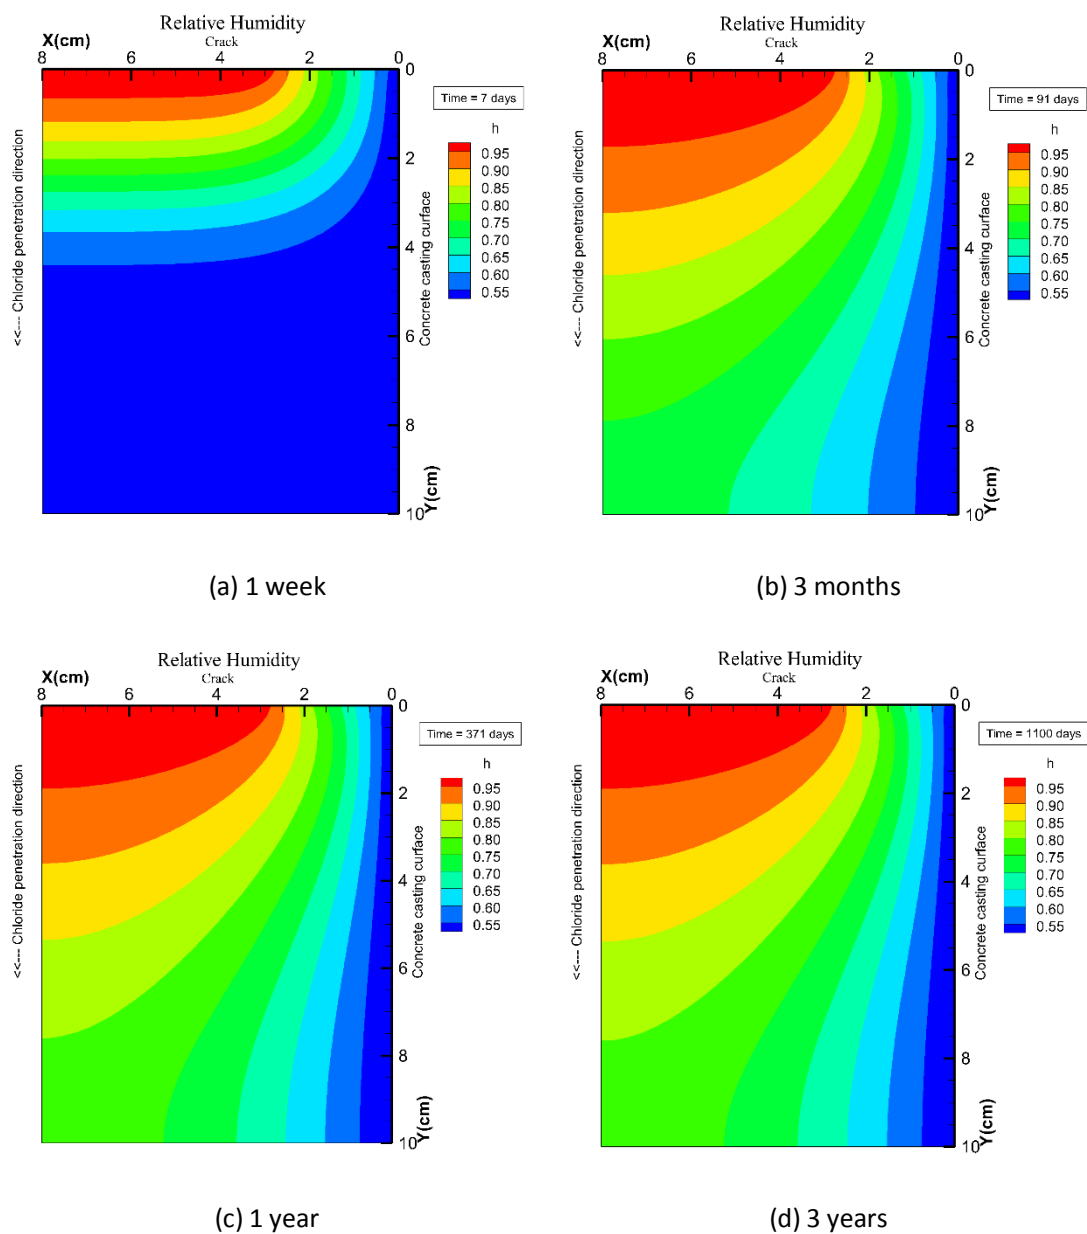 Relative Humidity
X(cm)
Crack
8 6 4 2 0
0
2
4
6
8
10
Y(cm)
<<--- Chloride penetration direction
Concrete casting surface
Time = 7 days
h
0.95
0.90
0.85
0.80
0.75
0.70
0.65
0.60
0.55
(a) 1 week
Relative Humidity
X(cm)
Crack
8 6 4 2 0
0
2
4
6
8
10
Y(cm)
<<--- Chloride penetration direction
Concrete casting surface
Time = 91 days
h
0.95
0.90
0.85
0.80
0.75
0.70
0.65
0.60
0.55
(b) 3 months
Relative Humidity
X(cm)
Crack
8 6 4 2 0
0
2
4
6
8
10
Y(cm)
<<--- Chloride penetration direction
Concrete casting surface
Time = 371 days
h
0.95
0.90
0.85
0.80
0.75
0.70
0.65
0.60
0.55
(c) 1 year
Relative Humidity
X(cm)
Crack
8 6 4 2 0
0
2
4
6
8
10
Y(cm)
<<--- Chloride penetration direction
Concrete casting surface
Time = 1100 days
h
0.95
0.90
0.85
0.80
0.75
0.70
0.65
0.60
0.55
(d) 3 years